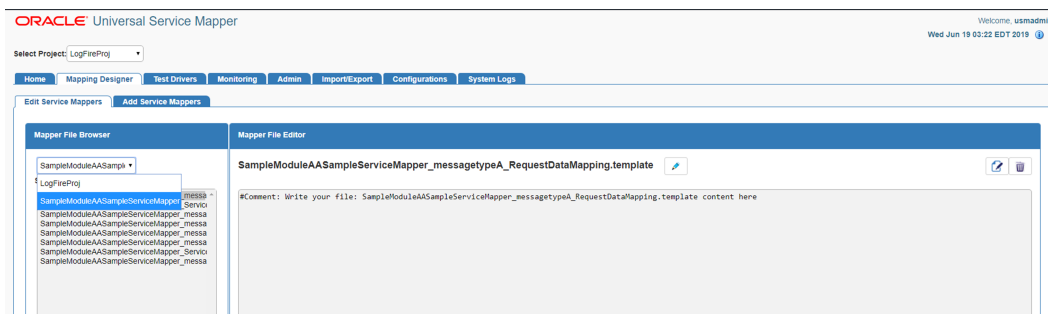 ORACLE Universal Service Mapper
Welcome, usmadmi
Wed Jun 19 03:22 EDT 2019
Select Project: LogFireProj
Home Mapping Designer Test Drivers Monitoring Admin Import/Export Configurations System Logs
Edit Service Mappers Add Service Mappers
Mapper File Browser
SampleModuleAASampl
LogFireProj
SampleModuleAASampleServiceMapper
_messa
_Servic
SampleModuleAASampleServiceMapper_messa
SampleModuleAASampleServiceMapper_messa
SampleModuleAASampleServiceMapper_messa
SampleModuleAASampleServiceMapper_messa
SampleModuleAASampleServiceMapper_Servic
SampleModuleAASampleServiceMapper_messa
Mapper File Editor
SampleModuleAASampleServiceMapper_messagetypeA_RequestDataMapping.template
#Comment: Write your file: SampleModuleAASampleServiceMapper_messagetypeA_RequestDataMapping.template content here